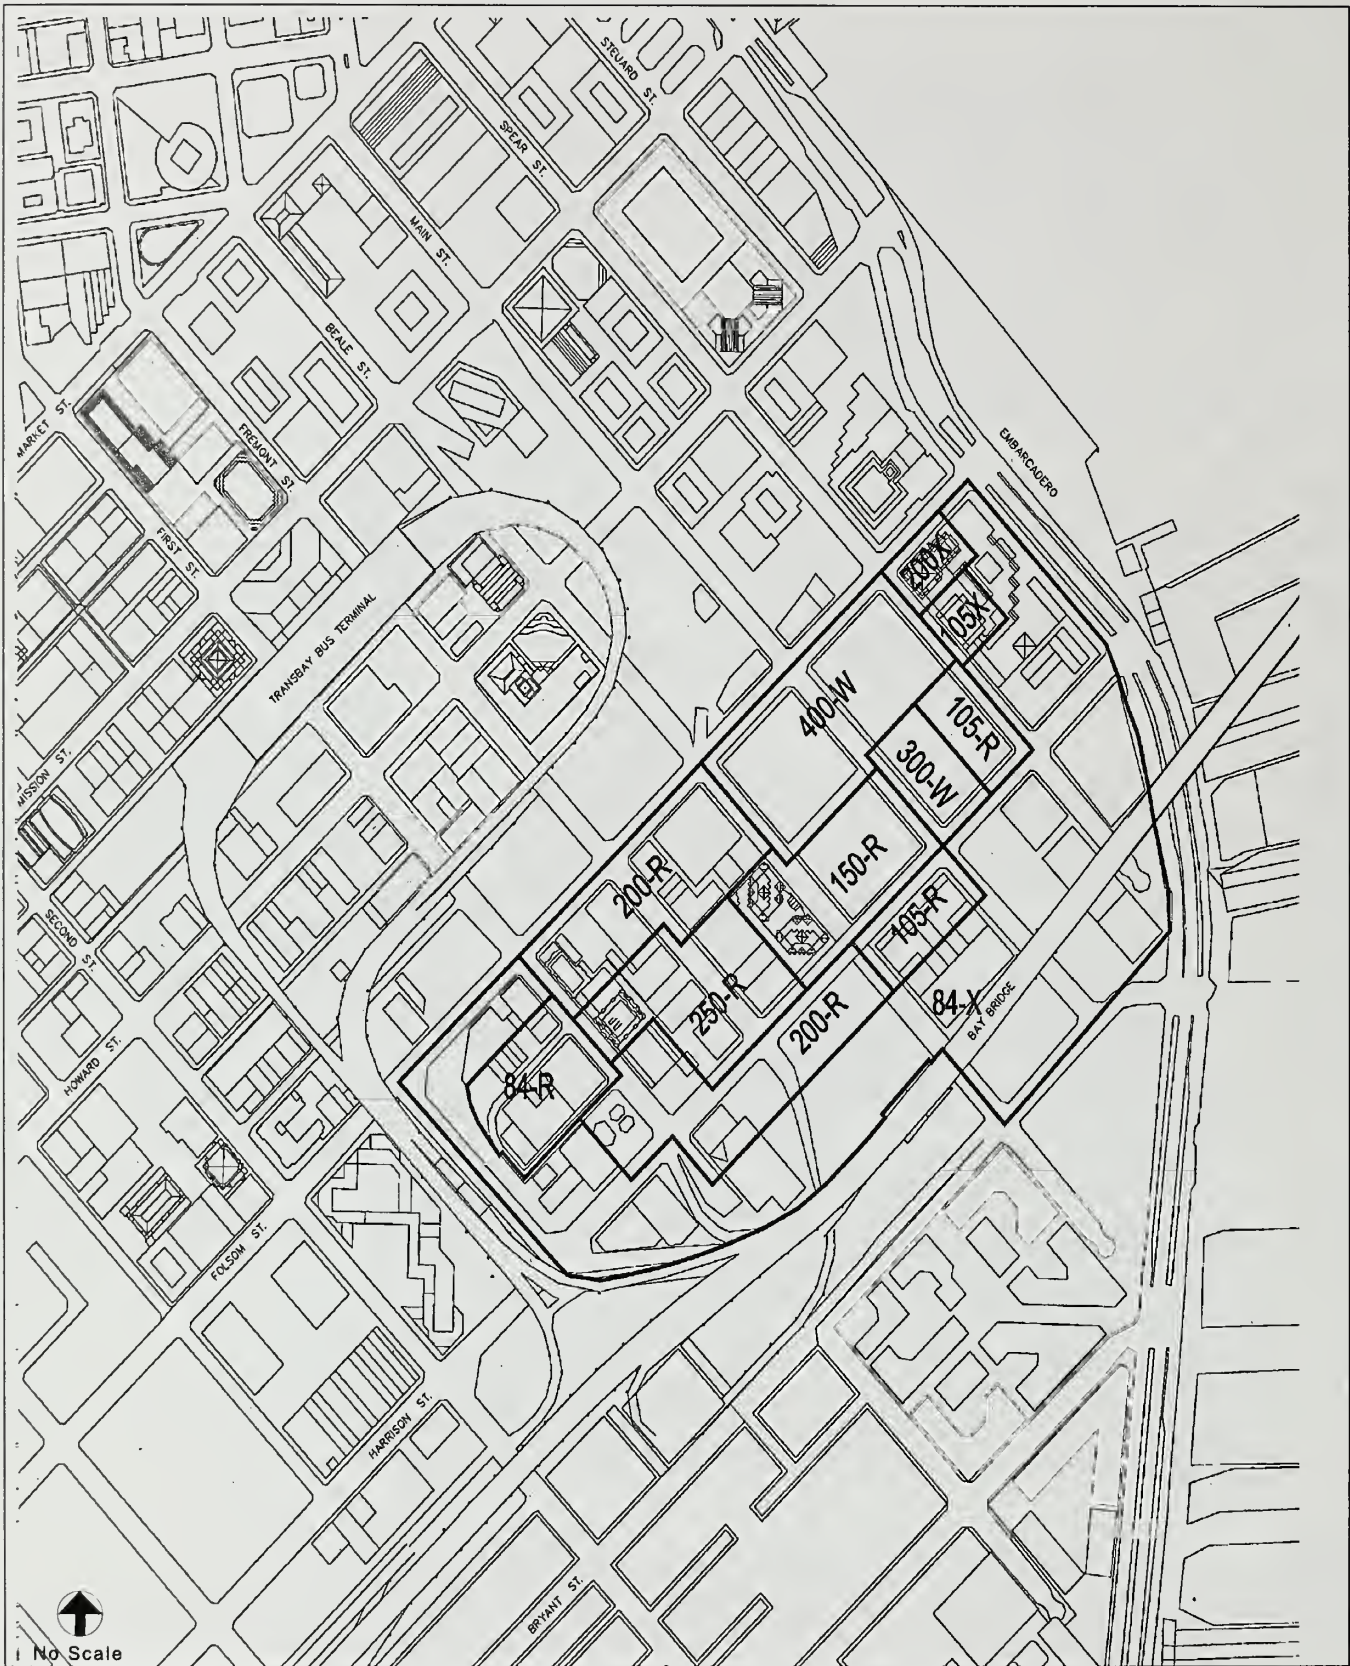 STEUARD ST.
SPEAR ST.
MAIN ST.
BEALE ST.
FREMONT ST.
MARKET ST.
FIRST ST.
EMBARCADERO
TRANSBAY BUS TERMINAL
MISSION ST.
SECOND ST.
HOWARD ST.
FOLSOM ST.
HARRISON ST.
BRYANT ST.
BAY BRIDGE
200X
105X
400-W
105-R
300-W
200-R
150-R
105-R
250-R
200-R
84-X
84-R
No Scale